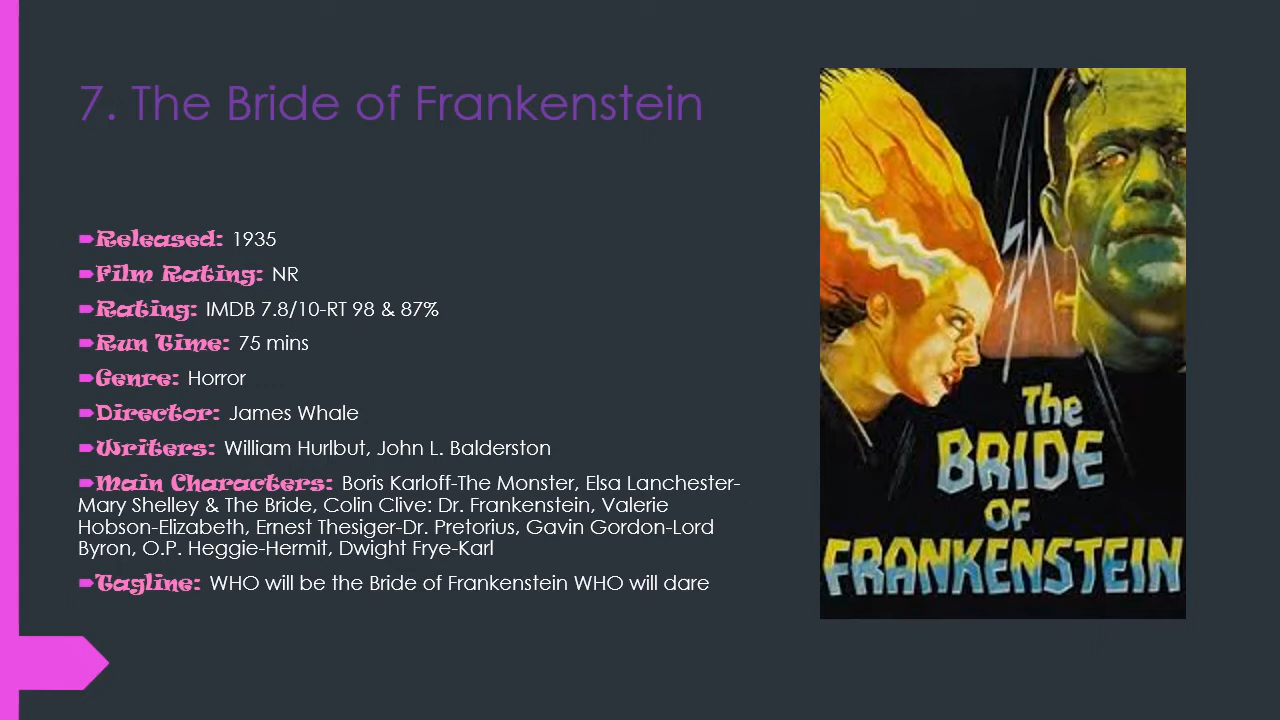 7. The Bride of Frankenstein
Released: 1935
Film Rating: NR
Rating: IMDB 7.8/10-RT 98 & 87%
Run Time: 75 mins
Genre: Horror
Director: James Whale
Writers: William Hurlbut, John L. Balderston
Main Characters: Boris Karloff-The Monster, Elsa Lanchester-
Mary Shelley & The Bride, Colin Clive: Dr. Frankenstein, Valerie
Hobson-Elizabeth, Ernest Thesiger-Dr. Pretorius, Gavin Gordon-Lord
Byron, O.P. Heggie-Hermit, Dwight Frye-Karl
Tagline: WHO will be the Bride of Frankenstein WHO will dare
The
BRIDE
OF
FRANKENSTEIN